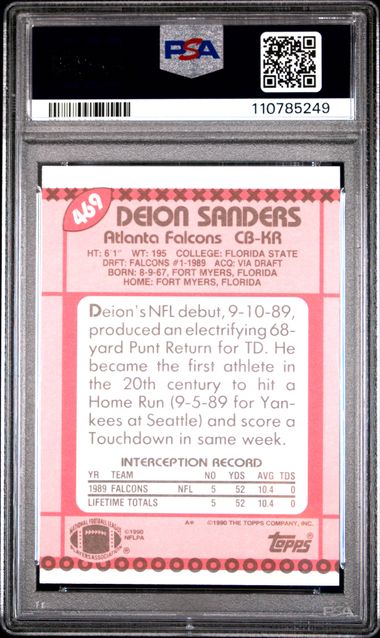 PSA
110785249
469
DEION SANDERS
Atlanta Falcons CB-KR
HT: 6'1" WT: 195 COLLEGE: FLORIDA STATE
DRFT: FALCONS #1-1989 ACQ: VIA DRAFT
BORN: 8-9-67, FORT MYERS, FLORIDA
HOME: FORT MYERS, FLORIDA
Deion's NFL debut, 9-10-89,
produced an electrifying 68-
yard Punt Return for TD. He
became the first athlete in
the 20th century to hit a
Home Run (9-5-89 for Yan-
kees at Seattle) and score a
Touchdown in same week.
INTERCEPTION RECORD
YR TEAM NO YDS AVG TDS
1989 FALCONS NFL 5 52 10.4 0
LIFETIME TOTALS 5 52 10.4 0
NATIONAL FOOTBALL LEAGUE
PLAYERS ASSOCIATION
©1990
NFLPA
A* ©1990 THE TOPPS COMPANY, INC.
topps
PSA